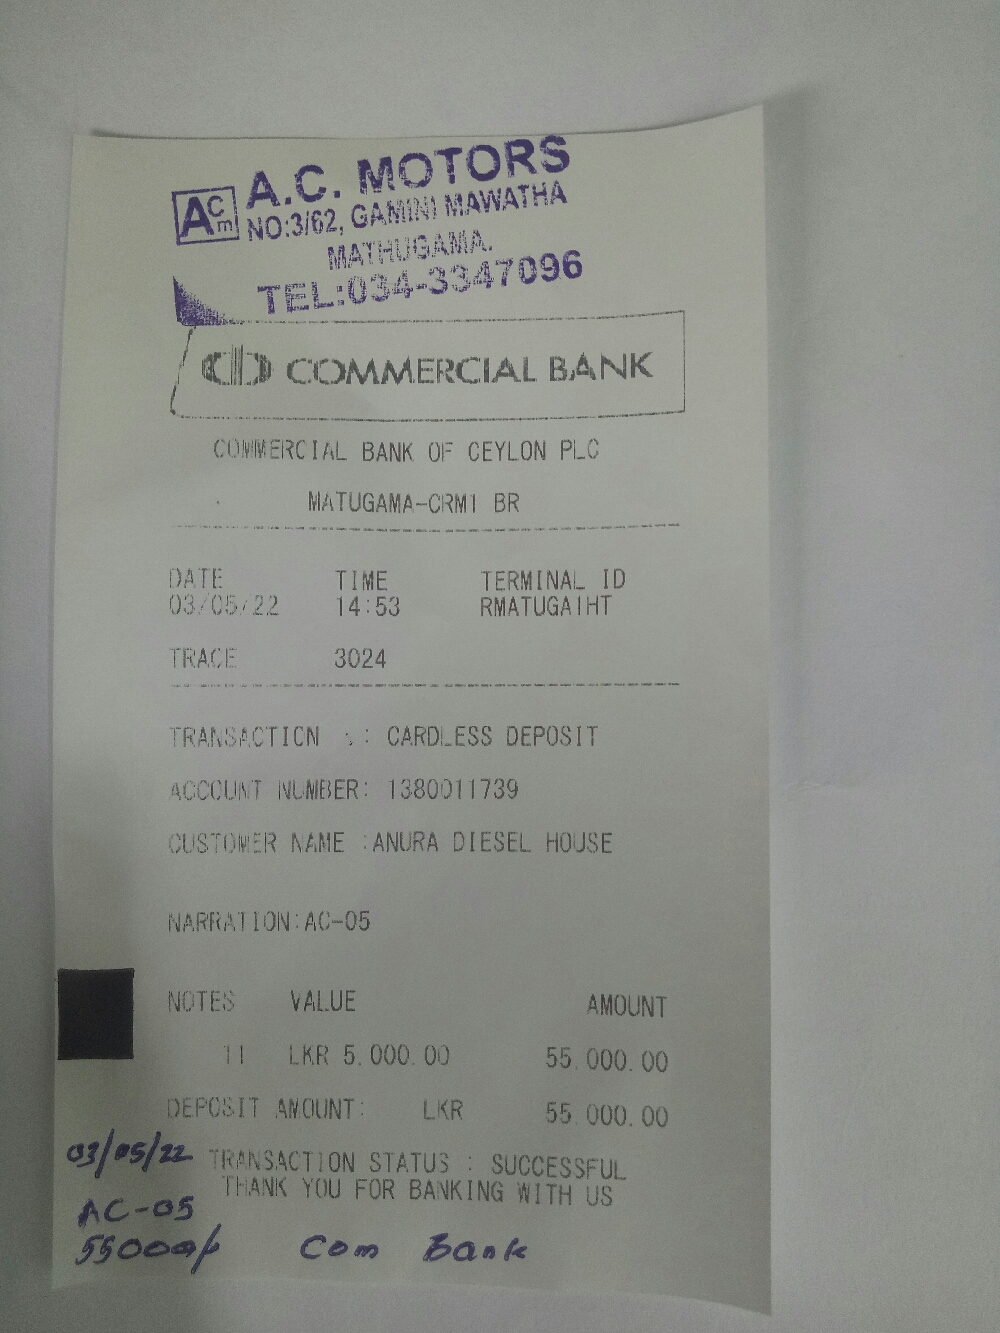 A.C. MOTORS
ACm
NO:3/62, GAMINI MAWATHA
MATHUGAMA.
TEL:034-3347096
COMMERCIAL BANK
COMMERCIAL BANK OF CEYLON PLC
MATUGAMA-CRM1 BR
DATE TIME TERMINAL ID
03/05/22 14:53 RMATUGAIHT
TRACE 3024
TRANSACTION : CARDLESS DEPOSIT
ACCOUNT NUMBER: 1380011739
CUSTOMER NAME :ANURA DIESEL HOUSE
NARRATION:AC-05
NOTES VALUE AMOUNT
11 LKR 5,000.00 55,000.00
DEPOSIT AMOUNT: LKR 55,000.00
TRANSACTION STATUS : SUCCESSFUL
THANK YOU FOR BANKING WITH US
03/05/22
AC-05
55000/- Com Bank